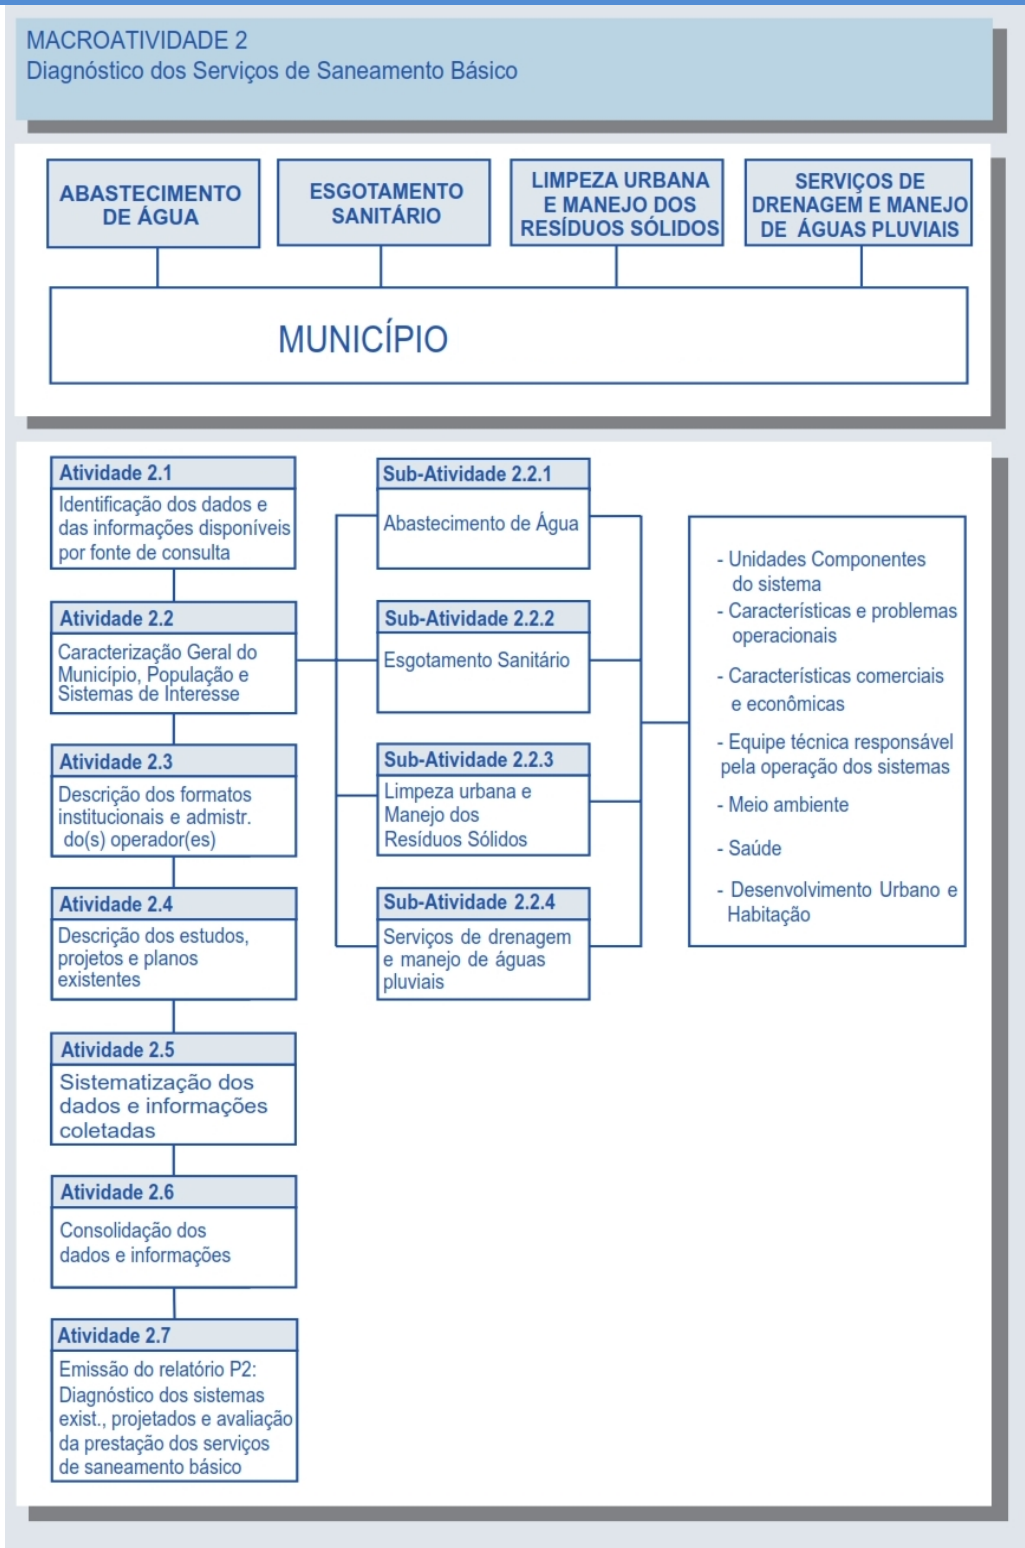 MACROATIVIDADE 2
Diagnóstico dos Serviços de Saneamento Básico
ABASTECIMENTO
DE ÁGUA
ESGOTAMENTO
SANITÁRIO
LIMPEZA URBANA
E MANEJO DOS
RESÍDUOS SÓLIDOS
SERVIÇOS DE
DRENAGEM E MANEJO
DE ÁGUAS PLUVIAIS
MUNICÍPIO
Atividade 2.1
Identificação dos dados e
das informações disponíveis
por fonte de consulta
Atividade 2.2
Caracterização Geral do
Município, População e
Sistemas de Interesse
Atividade 2.3
Descrição dos formatos
institucionais e admistr.
do(s) operador(es)
Atividade 2.4
Descrição dos estudos,
projetos e planos
existentes
Atividade 2.5
Sistematização dos
dados e informações
coletadas
Atividade 2.6
Consolidação dos
dados e informações
Atividade 2.7
Emissão do relatório P2:
Diagnóstico dos sistemas
exist., projetados e avaliação
da prestação dos serviços
de saneamento básico
Sub-Atividade 2.2.1
Abastecimento de Água
Sub-Atividade 2.2.2
Esgotamento Sanitário
Sub-Atividade 2.2.3
Limpeza urbana e
Manejo dos
Resíduos Sólidos
Sub-Atividade 2.2.4
Serviços de drenagem
e manejo de águas
pluviais
- Unidades Componentes
do sistema
- Características e problemas
operacionais
- Características comerciais
e econômicas
- Equipe técnica responsável
pela operação dos sistemas
- Meio ambiente
- Saúde
- Desenvolvimento Urbano e
Habitação